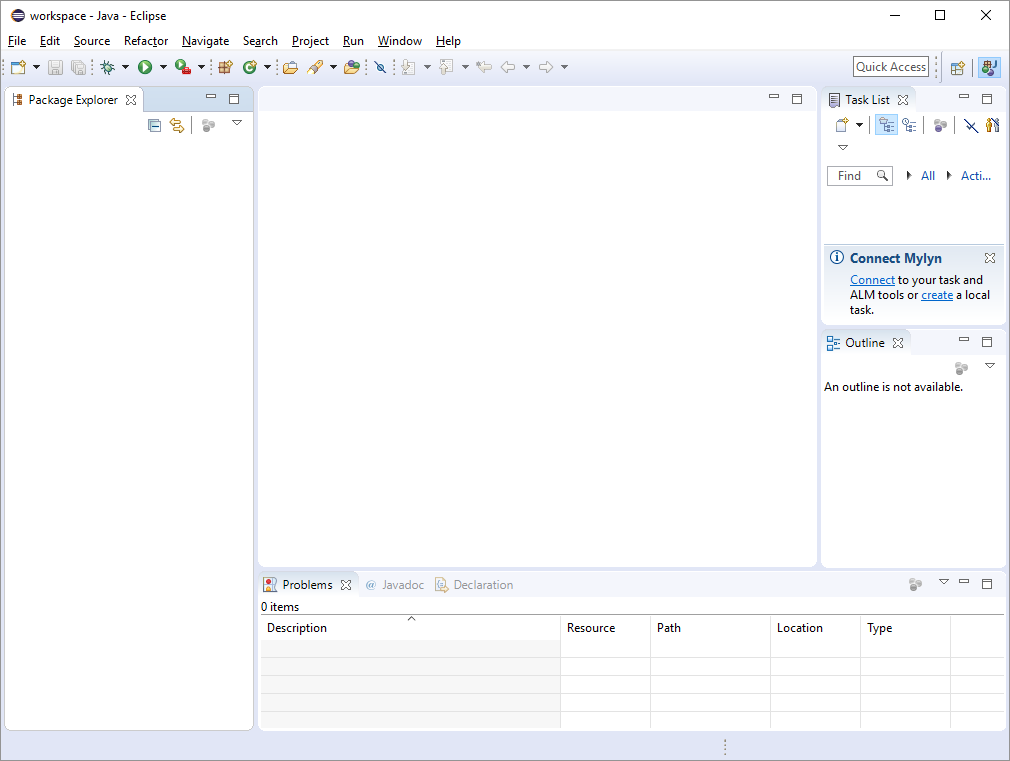 workspace - Java - Eclipse
File Edit Source Refactor Navigate Search Project Run Window Help
Quick Access
Package Explorer
Task List
Find All Acti...
Connect Mylyn
Connect to your task and
ALM tools or create a local
task.
Outline
An outline is not available.
Problems @ Javadoc Declaration
0 items
Description Resource Path Location Type